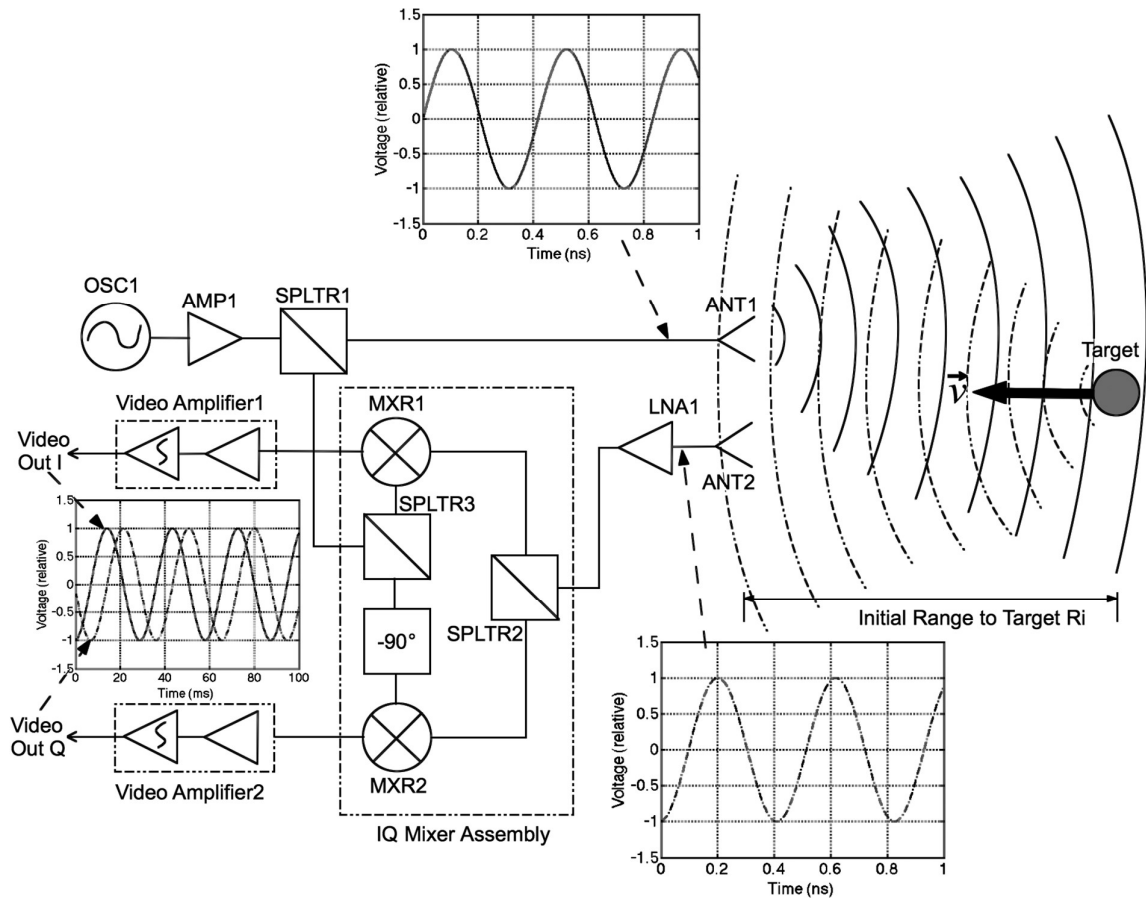 1.5
1
0.5
0
-0.5
-1
-1.5
Voltage (relative)
0 0.2 0.4 0.6 0.8 1
Time (ns)
OSC1
AMP1
SPLTR1
ANT1
Target
v
Video Amplifier1
MXR1
LNA1
Video
Out I
ANT2
SPLTR3
1.5
1
0.5
0
-0.5
-1
-1.5
Voltage (relative)
0 20 40 60 80 100
Time (ms)
-90°
SPLTR2
Initial Range to Target Ri
Video
Out Q
Video Amplifier2
MXR2
IQ Mixer Assembly
1.5
1
0.5
0
-0.5
-1
-1.5
Voltage (relative)
0 0.2 0.4 0.6 0.8 1
Time (ns)